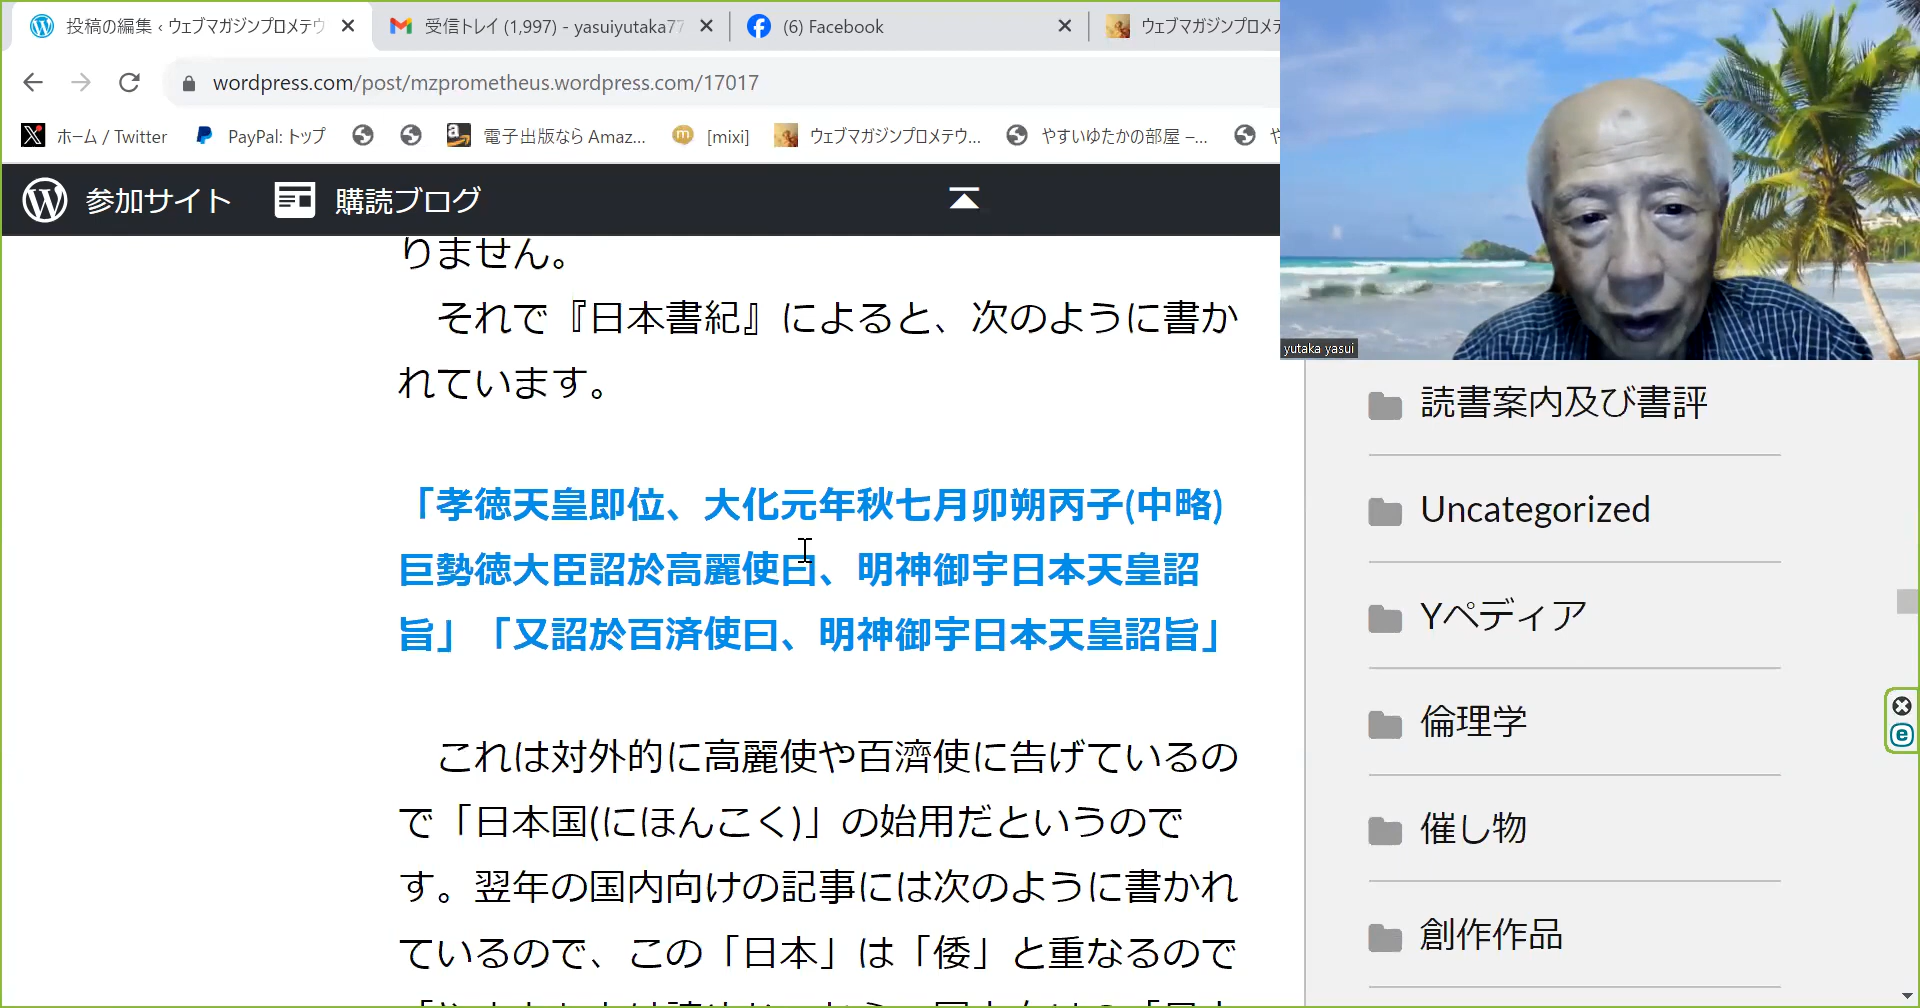 投稿の編集 ‹ ウェブマガジンプロメテウ
受信トレイ (1,997) - yasuiyutaka77
(6) Facebook
ウェブマガジンプロメ
wordpress.com/post/mzprometheus.wordpress.com/17017
ホーム / Twitter
PayPal: トップ
電子出版なら Amaz...
[mixi]
ウェブマガジンプロメテウ...
やすいゆたかの部屋 –...
参加サイト
購読ブログ
yutaka yasui
りません。
それで『日本書紀』によると、次のように書か
れています。
「孝徳天皇即位、大化元年秋七月卯朔丙子(中略)
巨勢徳大臣詔於高麗使曰、明神御宇日本天皇詔
旨」「又詔於百済使曰、明神御宇日本天皇詔旨」
これは対外的に高麗使や百濟使に告げているの
で「日本国(にほんこく)」の始用だというので
す。翌年の国内向けの記事には次のように書かれ
ているので、この「日本」は「倭」と重なるので
読書案内及び書評
Uncategorized
Yペディア
倫理学
催し物
創作作品